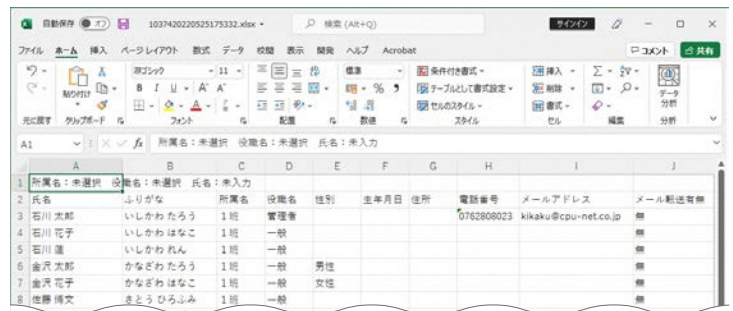 自動保存 オフ 1037420220525175332.xlsx 検索 (Alt+Q) サインイン
ファイル ホーム 挿入 ページ レイアウト 数式 データ 校閲 表示 開発 ヘルプ Acrobat コメント 共有
游ゴシック 11 標準 条件付き書式 挿入
貼り付け B I U A A % 9 テーブルとして書式設定 削除 データ分析
セルのスタイル 書式
元に戻す クリップボード フォント 配置 数値 スタイル セル 編集 分析
A1 fx 所属名:未選択 役職名:未選択 氏名:未入力
A B C D E F G H I J
1 所属名:未選択 役職名:未選択 氏名:未入力
2 氏名 ふりがな 所属名 役職名 性別 生年月日 住所 電話番号 メールアドレス メール配送有無
3 石川 太郎 いしかわ たろう 1班 管理者 0762808023 kikaku@cpu-net.co.jp 無
4 石川 花子 いしかわ はなこ 1班 一般 無
5 石川 蓮 いしかわ れん 1班 一般 無
6 金沢 太郎 かなざわ たろう 1班 一般 男性 無
7 金沢 花子 かなざわ はなこ 1班 一般 女性 無
8 佐藤 博文 さとう ひろふみ 1班 一般 無